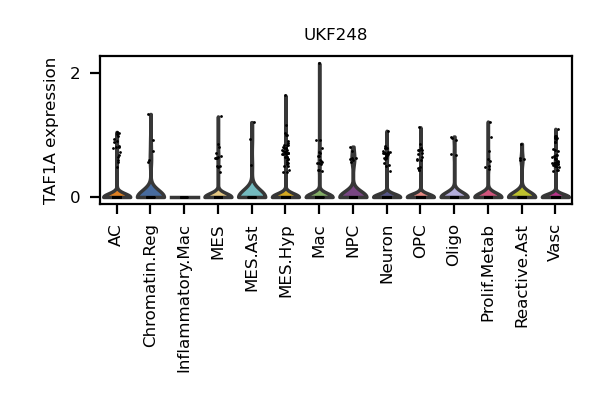 UKF248
TAF1A expression
2
0
AC
Chromatin.Reg
Inflammatory.Mac
MES
MES.Ast
MES.Hyp
Mac
NPC
Neuron
OPC
Oligo
Prolif.Metab
Reactive.Ast
Vasc